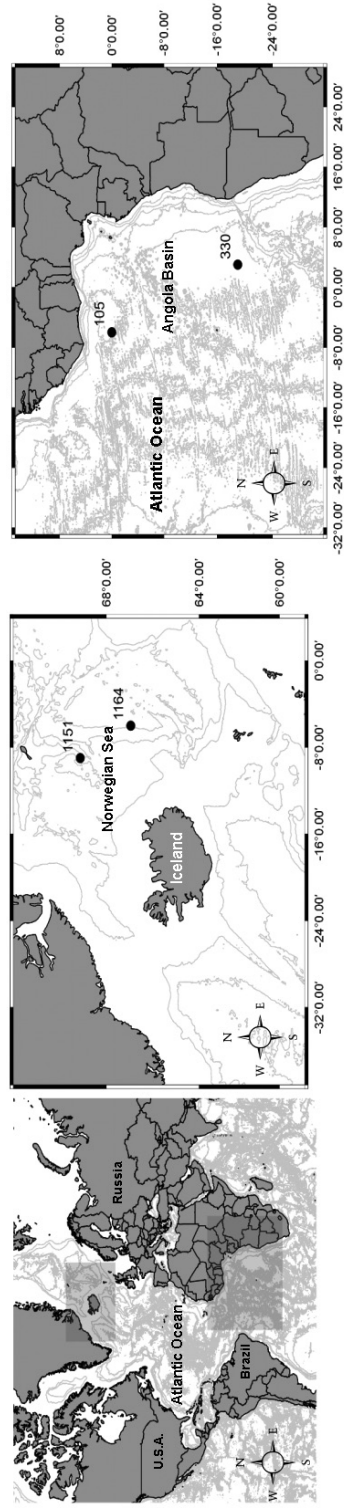 U.S.A.
Atlantic Ocean
Brazil
Russia
N
W
E
S
1151
1164
Norwegian Sea
Iceland
N
W
E
S
68°0.00'
64°0.00'
60°0.00'
-32°0.00'
-24°0.00'
-16°0.00'
-8°0.00'
0°0.00'
105
330
Atlantic Ocean
Angola Basin
N
W
E
S
8°0.00'
0°0.00'
-8°0.00'
-16°0.00'
-24°0.00'
-32°0.00'
-24°0.00'
-16°0.00'
-8°0.00'
0°0.00'
8°0.00'
16°0.00'
24°0.00'